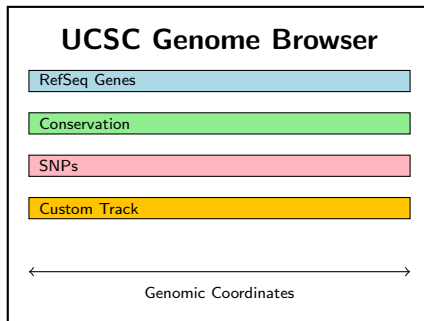 UCSC Genome Browser
RefSeq Genes
Conservation
SNPs
Custom Track
Genomic Coordinates